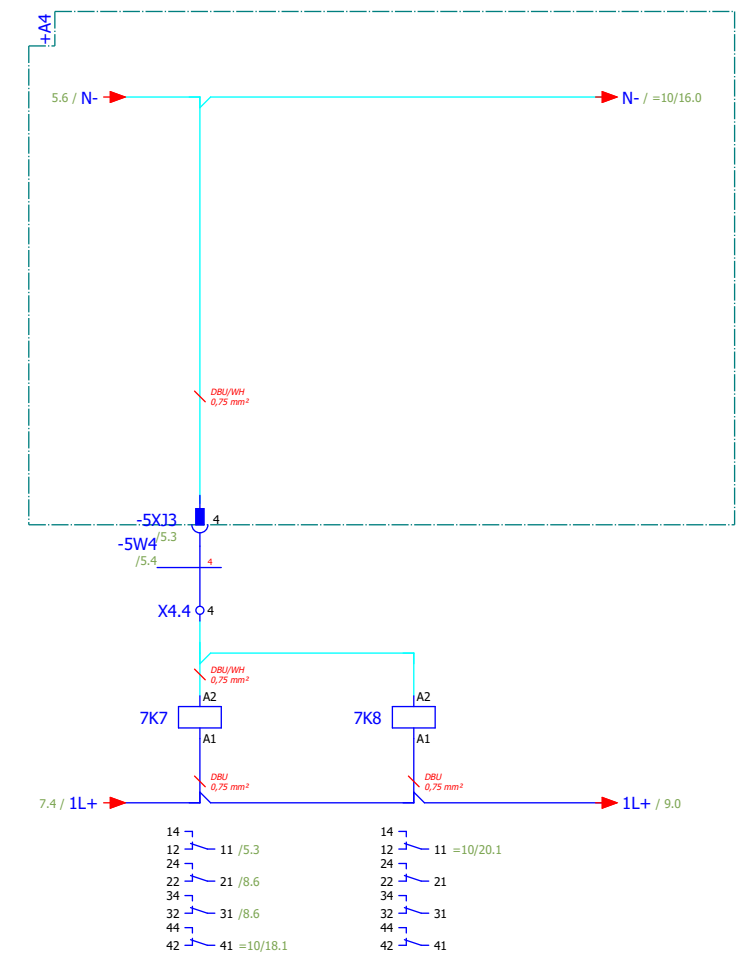 +A4
5.6 / N-
N- / =10/16.0
DBU/WH
0,75 mm²
-5XJ3
4
/5.3
-5W4
/5.4
4
X4.4
4
DBU/WH
0,75 mm²
A2
A2
7K7
7K8
A1
A1
DBU
0,75 mm²
DBU
0,75 mm²
7.4 / 1L+
1L+ / 9.0
14
12 11 /5.3
24
22 21 /8.6
34
32 31 /8.6
44
42 41 =10/18.1
14
12 11 =10/20.1
24
22 21
34
32 31
44
42 41